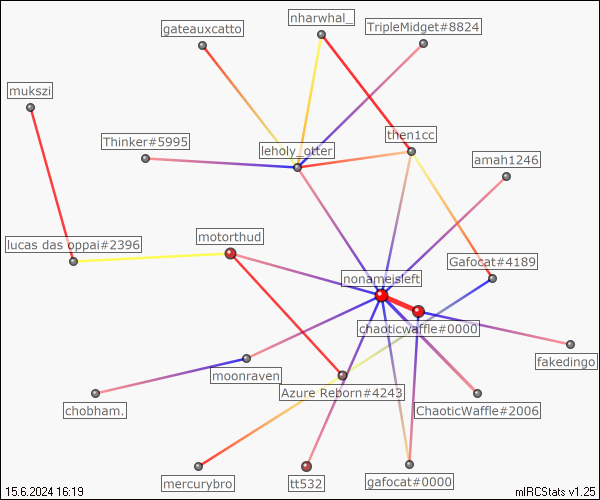 nharwhal_
gateauxcatto
TripleMidget#8824
mukszi
Thinker#5995
then1cc
leholy_otter
amah1246
lucas das oppai#2396
motorthud
Gafocat#4189
nonameisleft
chaoticwaffle#0000
fakedingo
moonraven
Azure Reborn#4243
chobham.
ChaoticWaffle#2006
mercurybro
tt532
gafocat#0000
15.6.2024 16:19
mIRCStats v1.25